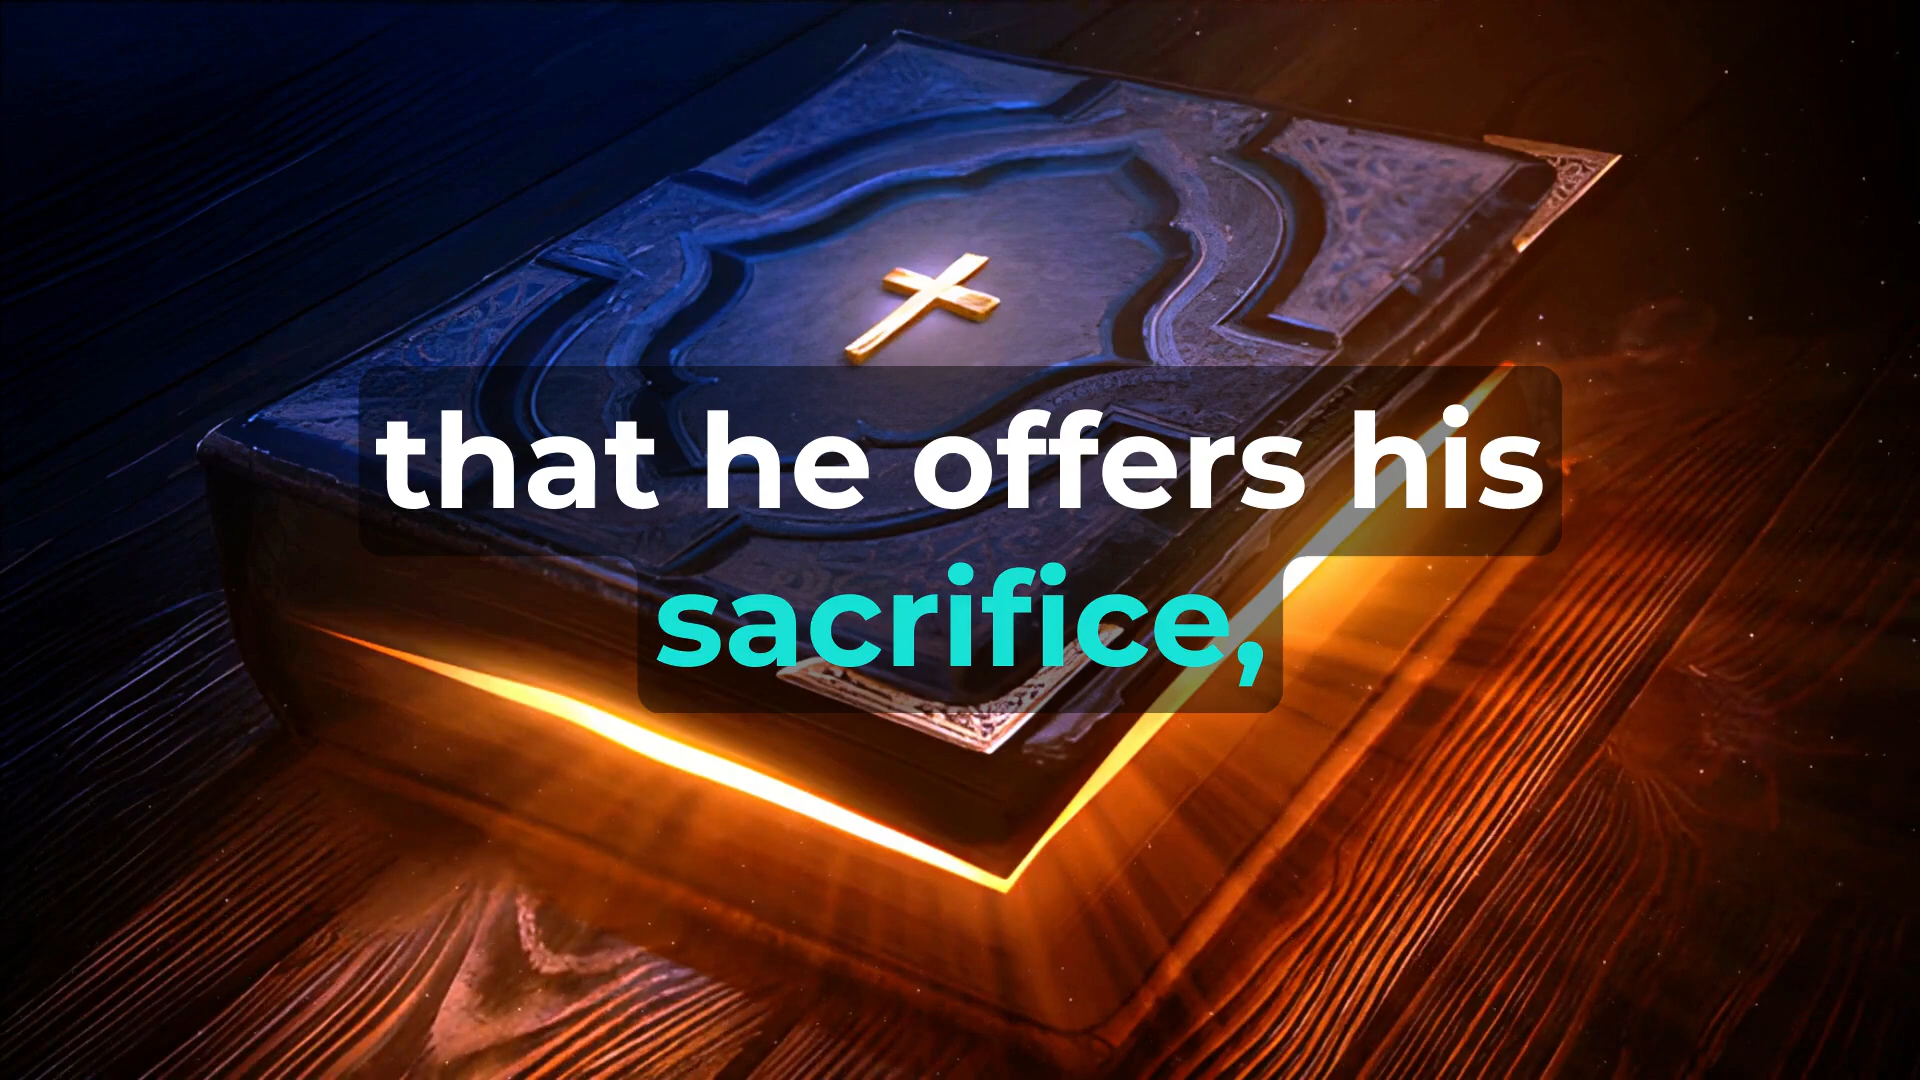 that he offers his
sacrifice,